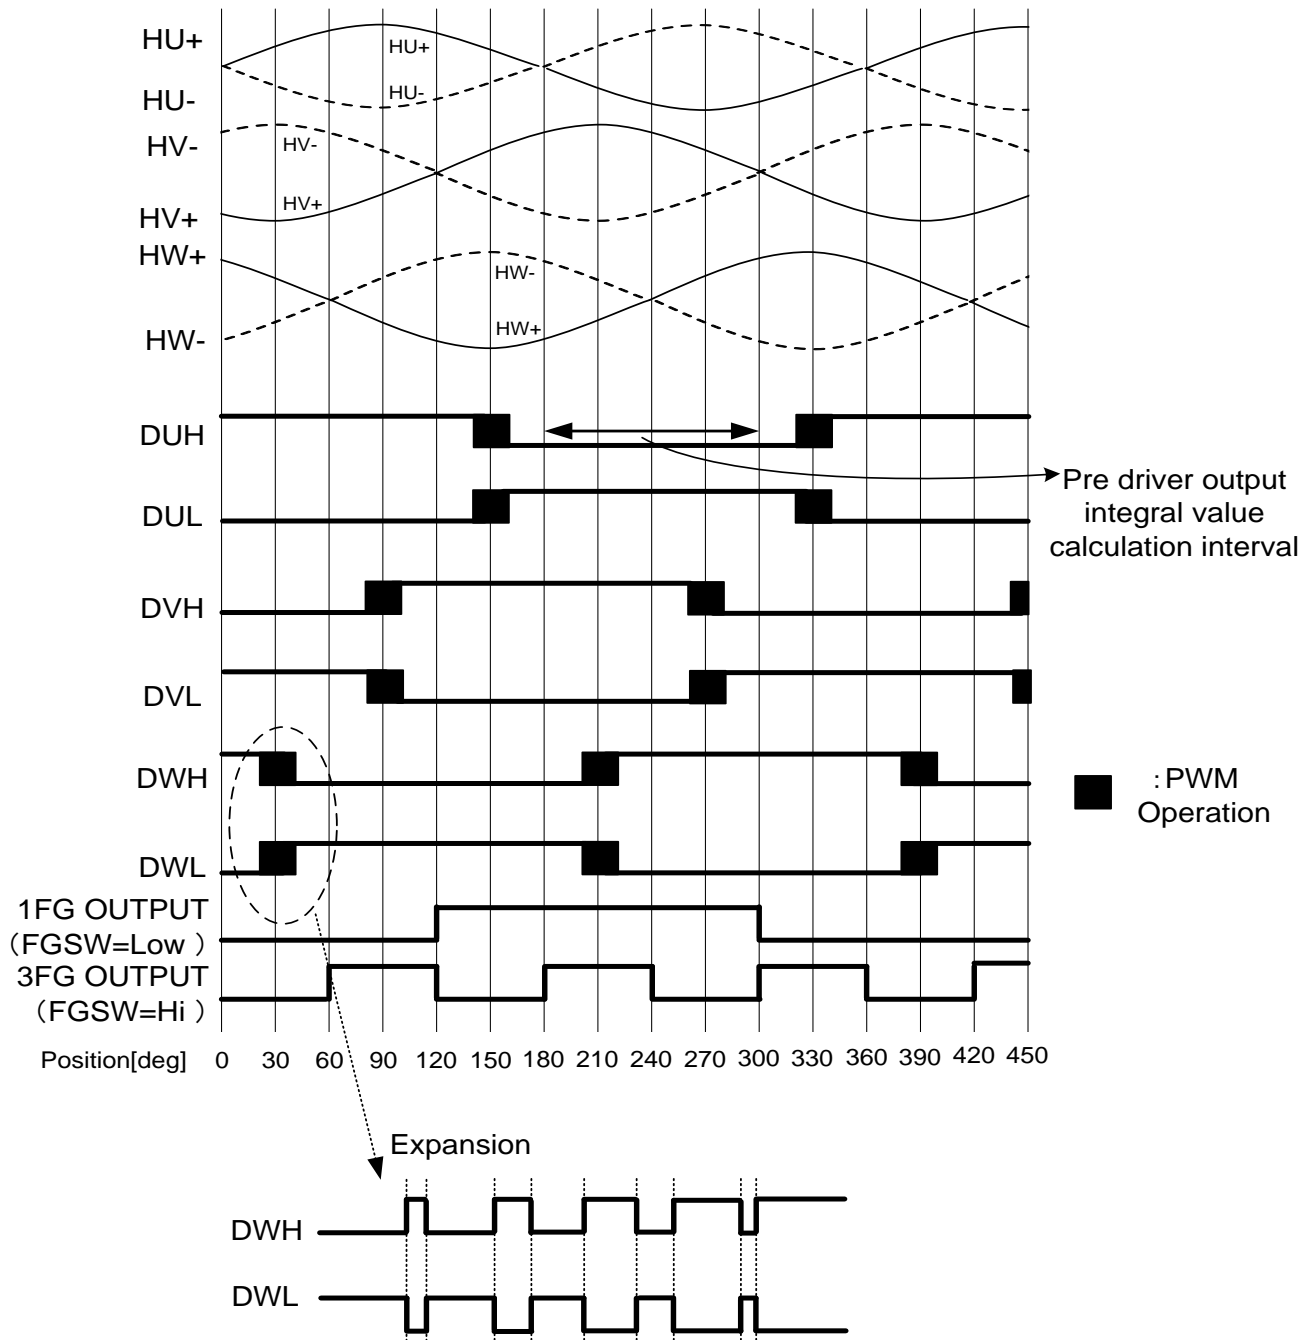 HU+
HU+
HU-
HU-
HV-
HV-
HV+
HV+
HW+
HW-
HW+
HW-
DUH
Pre driver output
integral value
calculation interval
DUL
DVH
DVL
DWH
:PWM
Operation
DWL
1FG OUTPUT
(FGSW=Low )
3FG OUTPUT
(FGSW=Hi )
Position[deg] 0 30 60 90 120 150 180 210 240 270 300 330 360 390 420 450
Expansion
DWH
DWL